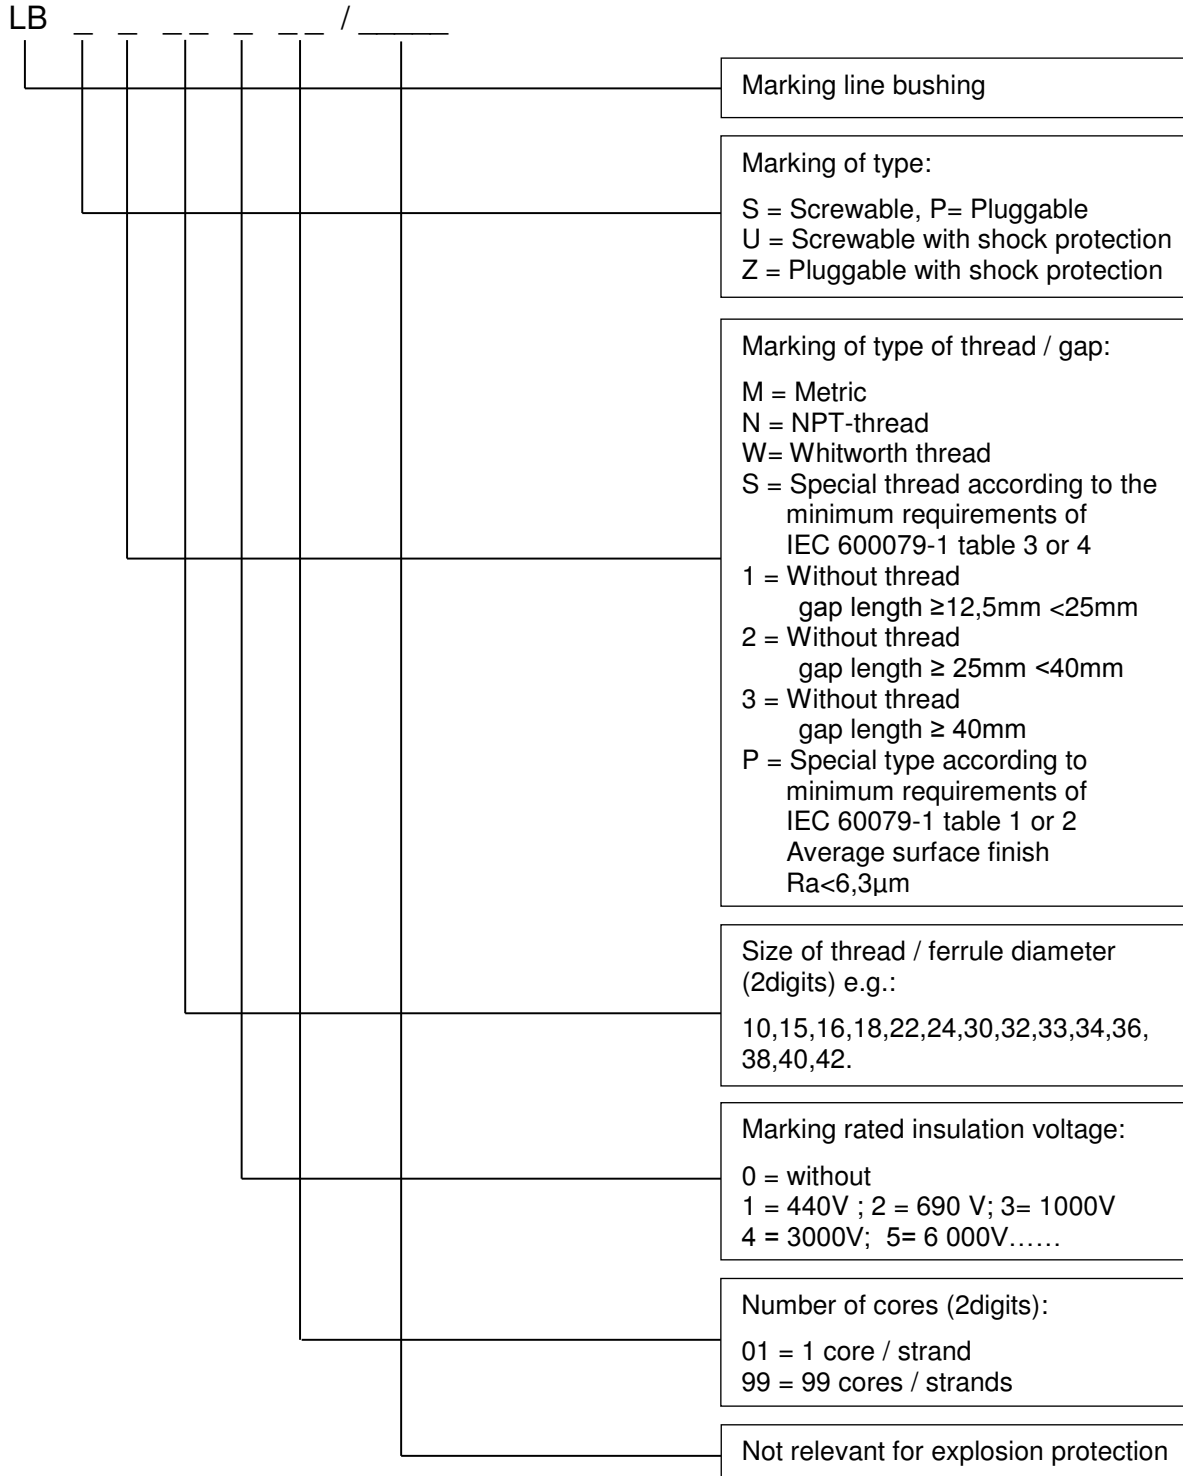 LB _ _ _ _ _ _ _ / _____
Marking line bushing
Marking of type:
S = Screwable, P= Pluggable
U = Screwable with shock protection
Z = Pluggable with shock protection
Marking of type of thread / gap:
M = Metric
N = NPT-thread
W= Whitworth thread
S = Special thread according to the
minimum requirements of
IEC 600079-1 table 3 or 4
1 = Without thread
gap length ≥12,5mm <25mm
2 = Without thread
gap length ≥ 25mm <40mm
3 = Without thread
gap length ≥ 40mm
P = Special type according to
minimum requirements of
IEC 60079-1 table 1 or 2
Average surface finish
Ra<6,3µm
Size of thread / ferrule diameter
(2digits) e.g.:
10,15,16,18,22,24,30,32,33,34,36,
38,40,42.
Marking rated insulation voltage:
0 = without
1 = 440V ; 2 = 690 V; 3= 1000V
4 = 3000V; 5= 6 000V……
Number of cores (2digits):
01 = 1 core / strand
99 = 99 cores / strands
Not relevant for explosion protection